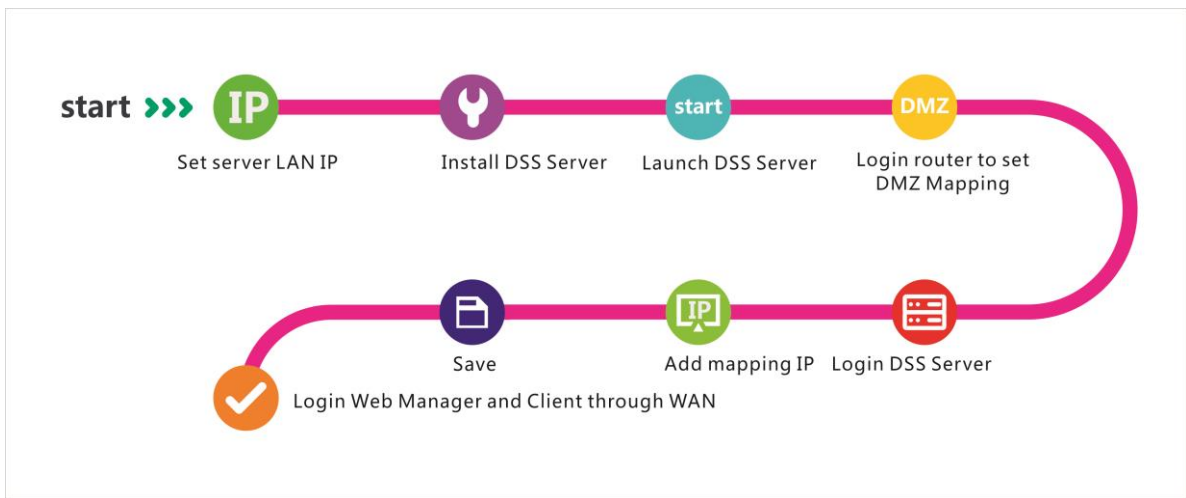 start >>>
IP
start
DMZ
Set server LAN IP
Install DSS Server
Launch DSS Server
Login router to set
DMZ Mapping
IP
Save
Add mapping IP
Login DSS Server
Login Web Manager and Client through WAN